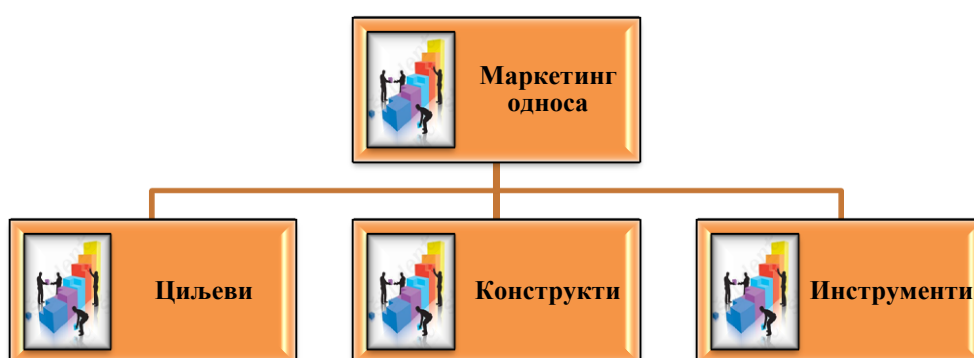 Маркетинг
односа
Циљеви
Конструкти
Инструменти